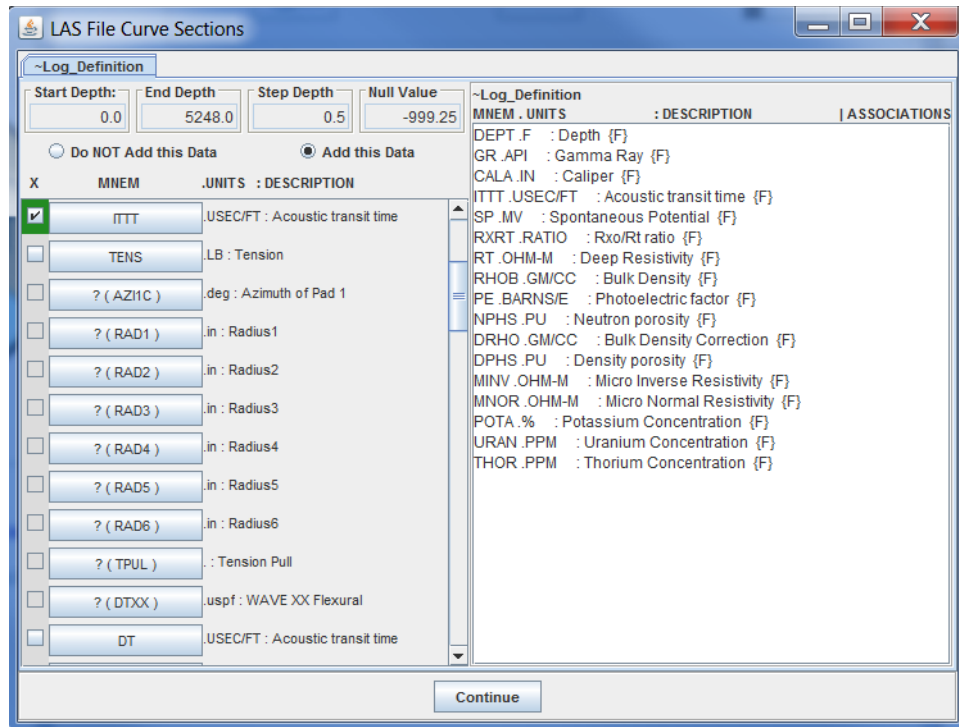 LAS File Curve Sections
~Log_Definition
Start Depth: End Depth Step Depth Null Value
0.0 5248.0 0.5 -999.25
Do NOT Add this Data Add this Data
X MNEM .UNITS : DESCRIPTION
ITTT .USEC/FT : Acoustic transit time
TENS .LB : Tension
? ( AZI1C ) .deg : Azimuth of Pad 1
? ( RAD1 ) .in : Radius1
? ( RAD2 ) .in : Radius2
? ( RAD3 ) .in : Radius3
? ( RAD4 ) .in : Radius4
? ( RAD5 ) .in : Radius5
? ( RAD6 ) .in : Radius6
? ( TPUL ) . : Tension Pull
? ( DTXX ) .uspf : WAVE XX Flexural
DT .USEC/FT : Acoustic transit time
~Log_Definition
MNEM . UNITS : DESCRIPTION | ASSOCIATIONS
DEPT .F : Depth {F}
GR .API : Gamma Ray {F}
CALA .IN : Caliper {F}
ITTT .USEC/FT : Acoustic transit time {F}
SP .MV : Spontaneous Potential {F}
RXRT .RATIO : Rxo/Rt ratio {F}
RT .OHM-M : Deep Resistivity {F}
RHOB .GM/CC : Bulk Density {F}
PE .BARNS/E : Photoelectric factor {F}
NPHS .PU : Neutron porosity {F}
DRHO .GM/CC : Bulk Density Correction {F}
DPHS .PU : Density porosity {F}
MINV .OHM-M : Micro Inverse Resistivity {F}
MNOR .OHM-M : Micro Normal Resistivity {F}
POTA .% : Potassium Concentration {F}
URAN .PPM : Uranium Concentration {F}
THOR .PPM : Thorium Concentration {F}
Continue